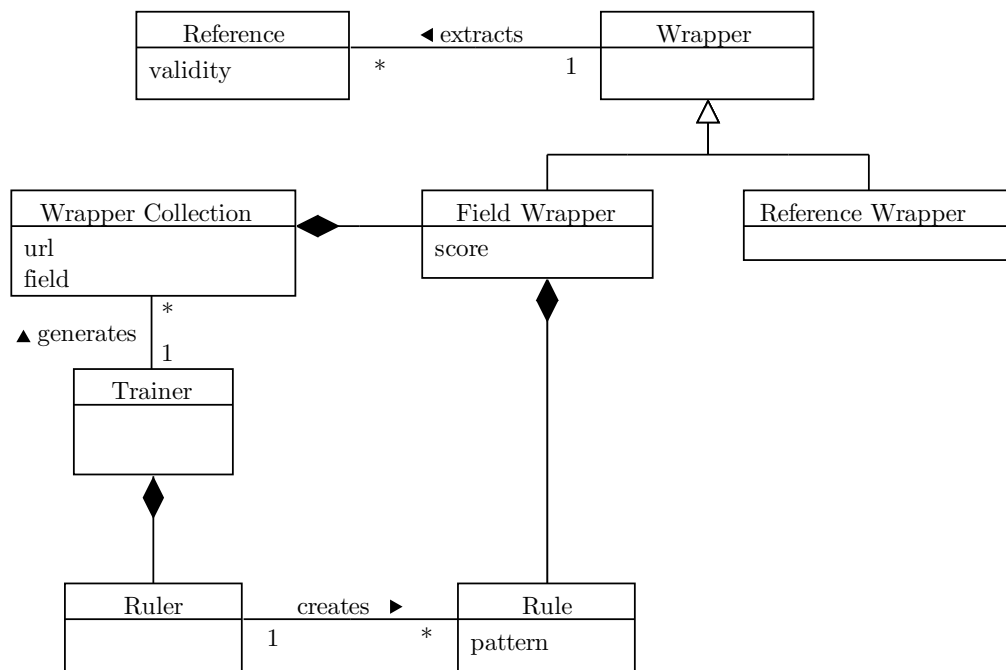 Reference
◄ extracts
Wrapper
validity
*
1
Wrapper Collection
Field Wrapper
Reference Wrapper
url
score
field
*
▲ generates
1
Trainer
Ruler
creates ►
Rule
1
*
pattern